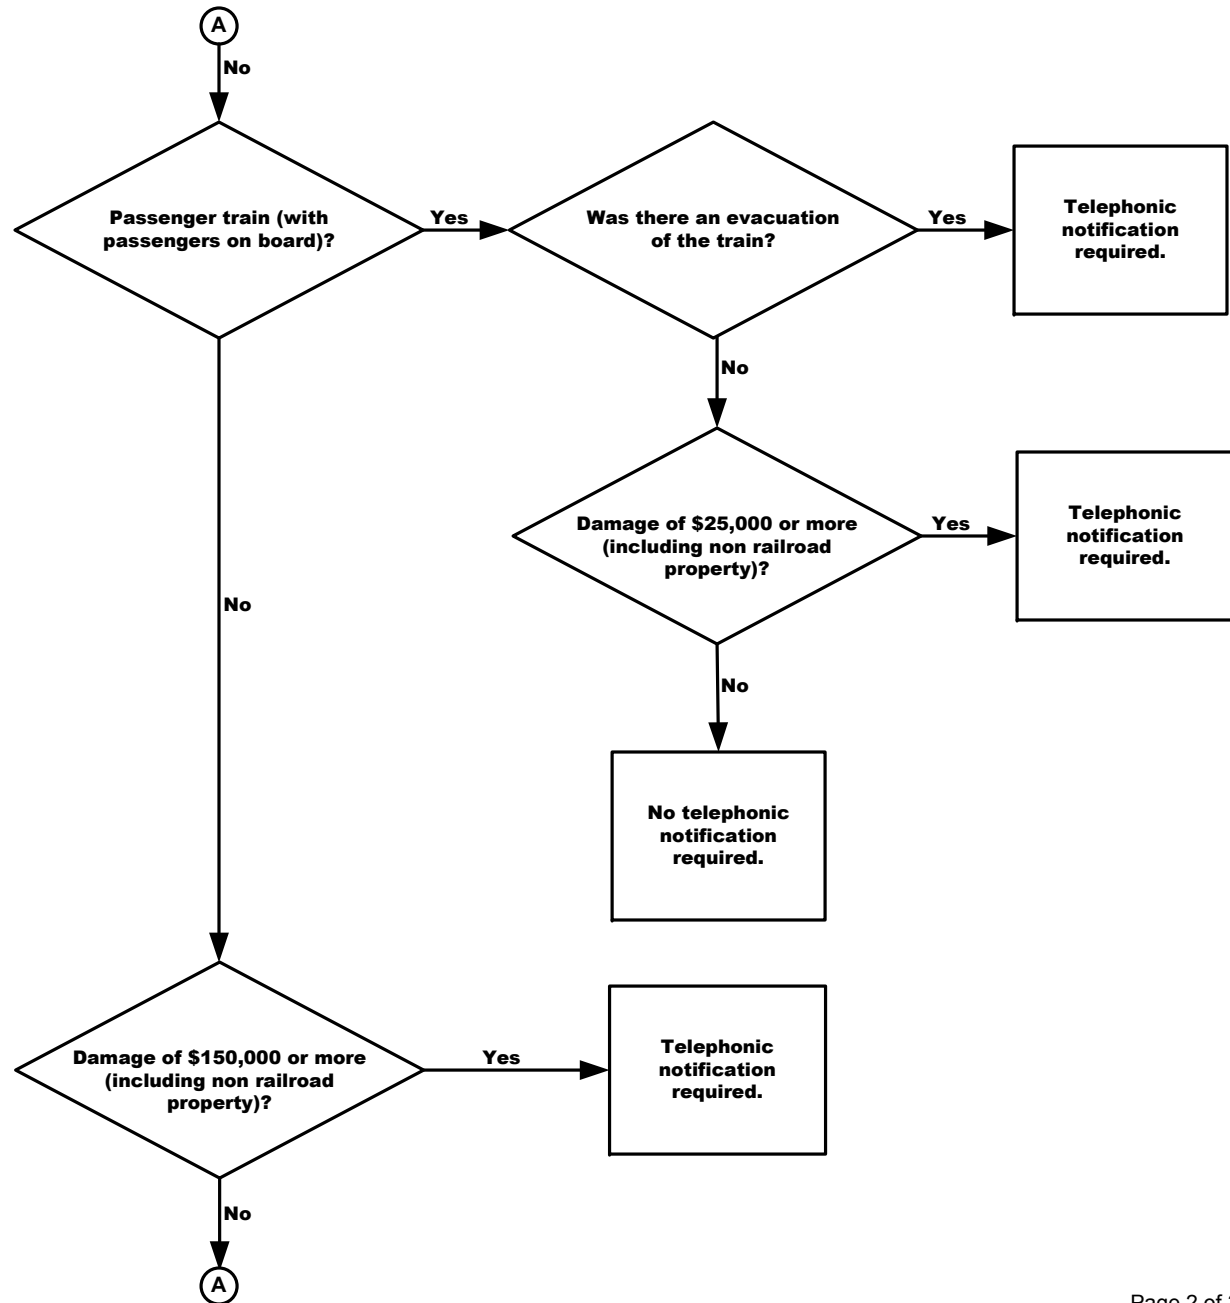 A
No
Passenger train (with
passengers on board)?
Yes
Was there an evacuation
of the train?
Yes
Telephonic
notification
required.
No
Damage of $25,000 or more
(including non railroad
property)?
Yes
Telephonic
notification
required.
No
No
No telephonic
notification
required.
Damage of $150,000 or more
(including non railroad
property)?
Yes
Telephonic
notification
required.
No
A
Page 2 of